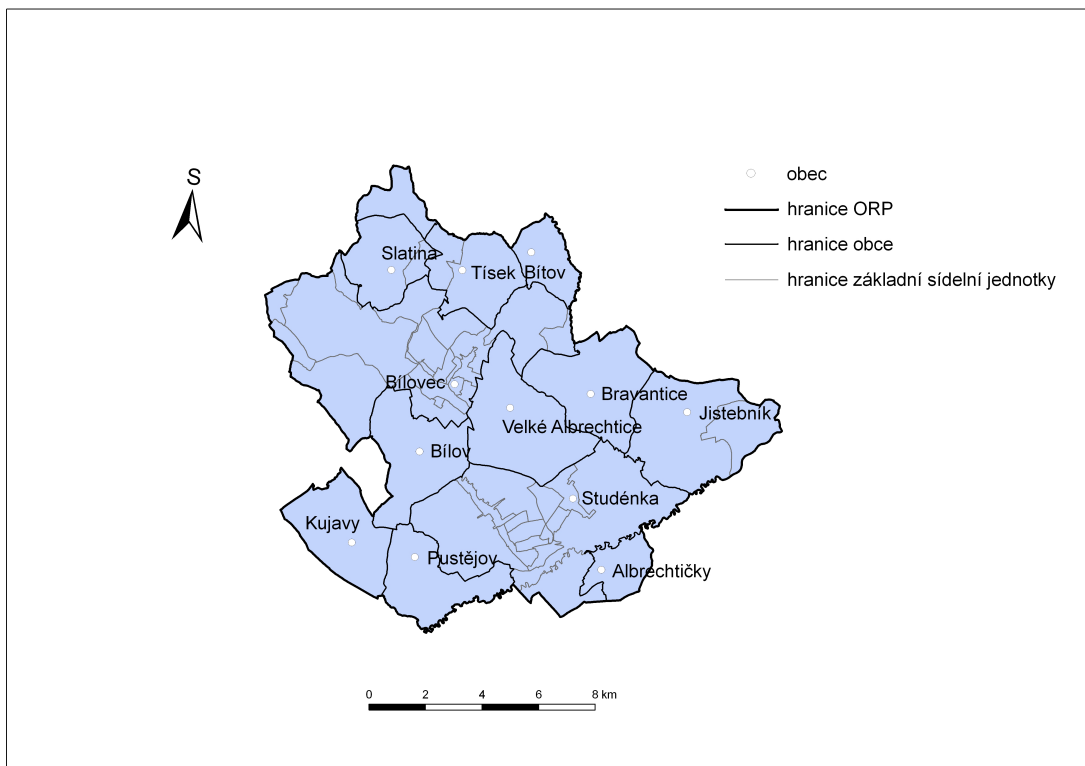 S
obec
hranice ORP
hranice obce
hranice základní sídelní jednotky
Slatina
Tísek
Bítov
Bílovec
Bravantice
Jistebník
Velké Albrechtice
Bílov
Studénka
Kujavy
Pustějov
Albrechtičky
0 2 4 6 8 km